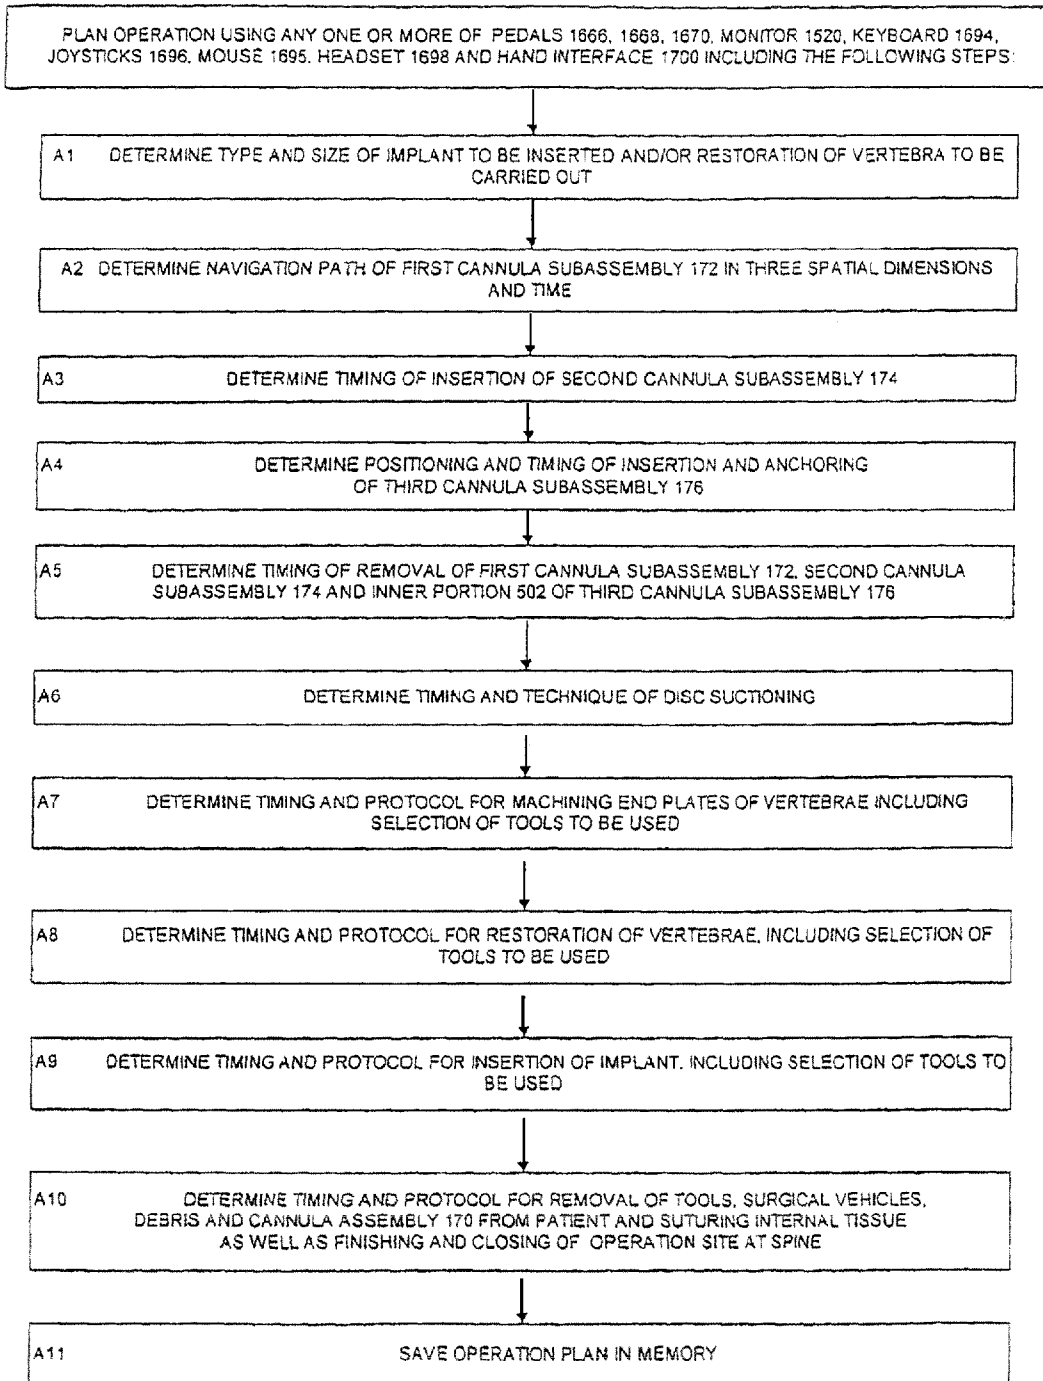 PLAN OPERATION USING ANY ONE OR MORE OF PEDALS 1666, 1668, 1670, MONITOR 1520, KEYBOARD 1694,
JOYSTICKS 1696, MOUSE 1695, HEADSET 1698 AND HAND INTERFACE 1700 INCLUDING THE FOLLOWING STEPS:
A1 DETERMINE TYPE AND SIZE OF IMPLANT TO BE INSERTED AND/OR RESTORATION OF VERTEBRA TO BE
CARRIED OUT
A2 DETERMINE NAVIGATION PATH OF FIRST CANNULA SUBASSEMBLY 172 IN THREE SPATIAL DIMENSIONS
AND TIME
A3 DETERMINE TIMING OF INSERTION OF SECOND CANNULA SUBASSEMBLY 174
A4 DETERMINE POSITIONING AND TIMING OF INSERTION AND ANCHORING
OF THIRD CANNULA SUBASSEMBLY 176
A5 DETERMINE TIMING OF REMOVAL OF FIRST CANNULA SUBASSEMBLY 172, SECOND CANNULA
SUBASSEMBLY 174 AND INNER PORTION 502 OF THIRD CANNULA SUBASSEMBLY 176
A6 DETERMINE TIMING AND TECHNIQUE OF DISC SUCTIONING
A7 DETERMINE TIMING AND PROTOCOL FOR MACHINING END PLATES OF VERTEBRAE INCLUDING
SELECTION OF TOOLS TO BE USED
A8 DETERMINE TIMING AND PROTOCOL FOR RESTORATION OF VERTEBRAE, INCLUDING SELECTION OF
TOOLS TO BE USED
A9 DETERMINE TIMING AND PROTOCOL FOR INSERTION OF IMPLANT, INCLUDING SELECTION OF TOOLS TO
BE USED
A10 DETERMINE TIMING AND PROTOCOL FOR REMOVAL OF TOOLS, SURGICAL VEHICLES,
DEBRIS AND CANNULA ASSEMBLY 170 FROM PATIENT AND SUTURING INTERNAL TISSUE
AS WELL AS FINISHING AND CLOSING OF OPERATION SITE AT SPINE
A11 SAVE OPERATION PLAN IN MEMORY